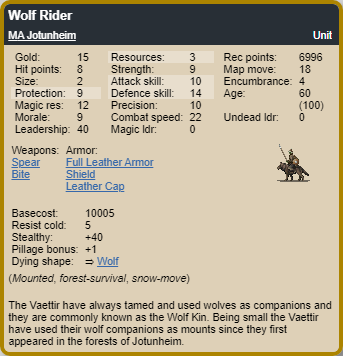 Wolf Rider
MA Jotunheim Unit
Gold: 15 Resources: 3 Rec points: 6996
Hit points: 8 Strength: 9 Map move: 18
Size: 2 Attack skill: 10 Encumbrance: 4
Protection: 9 Defence skill: 14 Age: 60
Magic res: 12 Precision: 10 (100)
Morale: 9 Combat speed: 22 Undead ldr: 0
Leadership: 40 Magic ldr: 0
Weapons: Armor:
Spear Full Leather Armor
Bite Shield
Leather Cap
Basecost: 10005
Resist cold: 5
Stealthy: +40
Pillage bonus: +1
Dying shape: ⇒ Wolf
(Mounted, forest-survival, snow-move)
The Vaettir have always tamed and used wolves as companions and
they are commonly known as the Wolf Kin. Being small the Vaettir
have used their wolf companions as mounts since they first
appeared in the forests of Jotunheim.